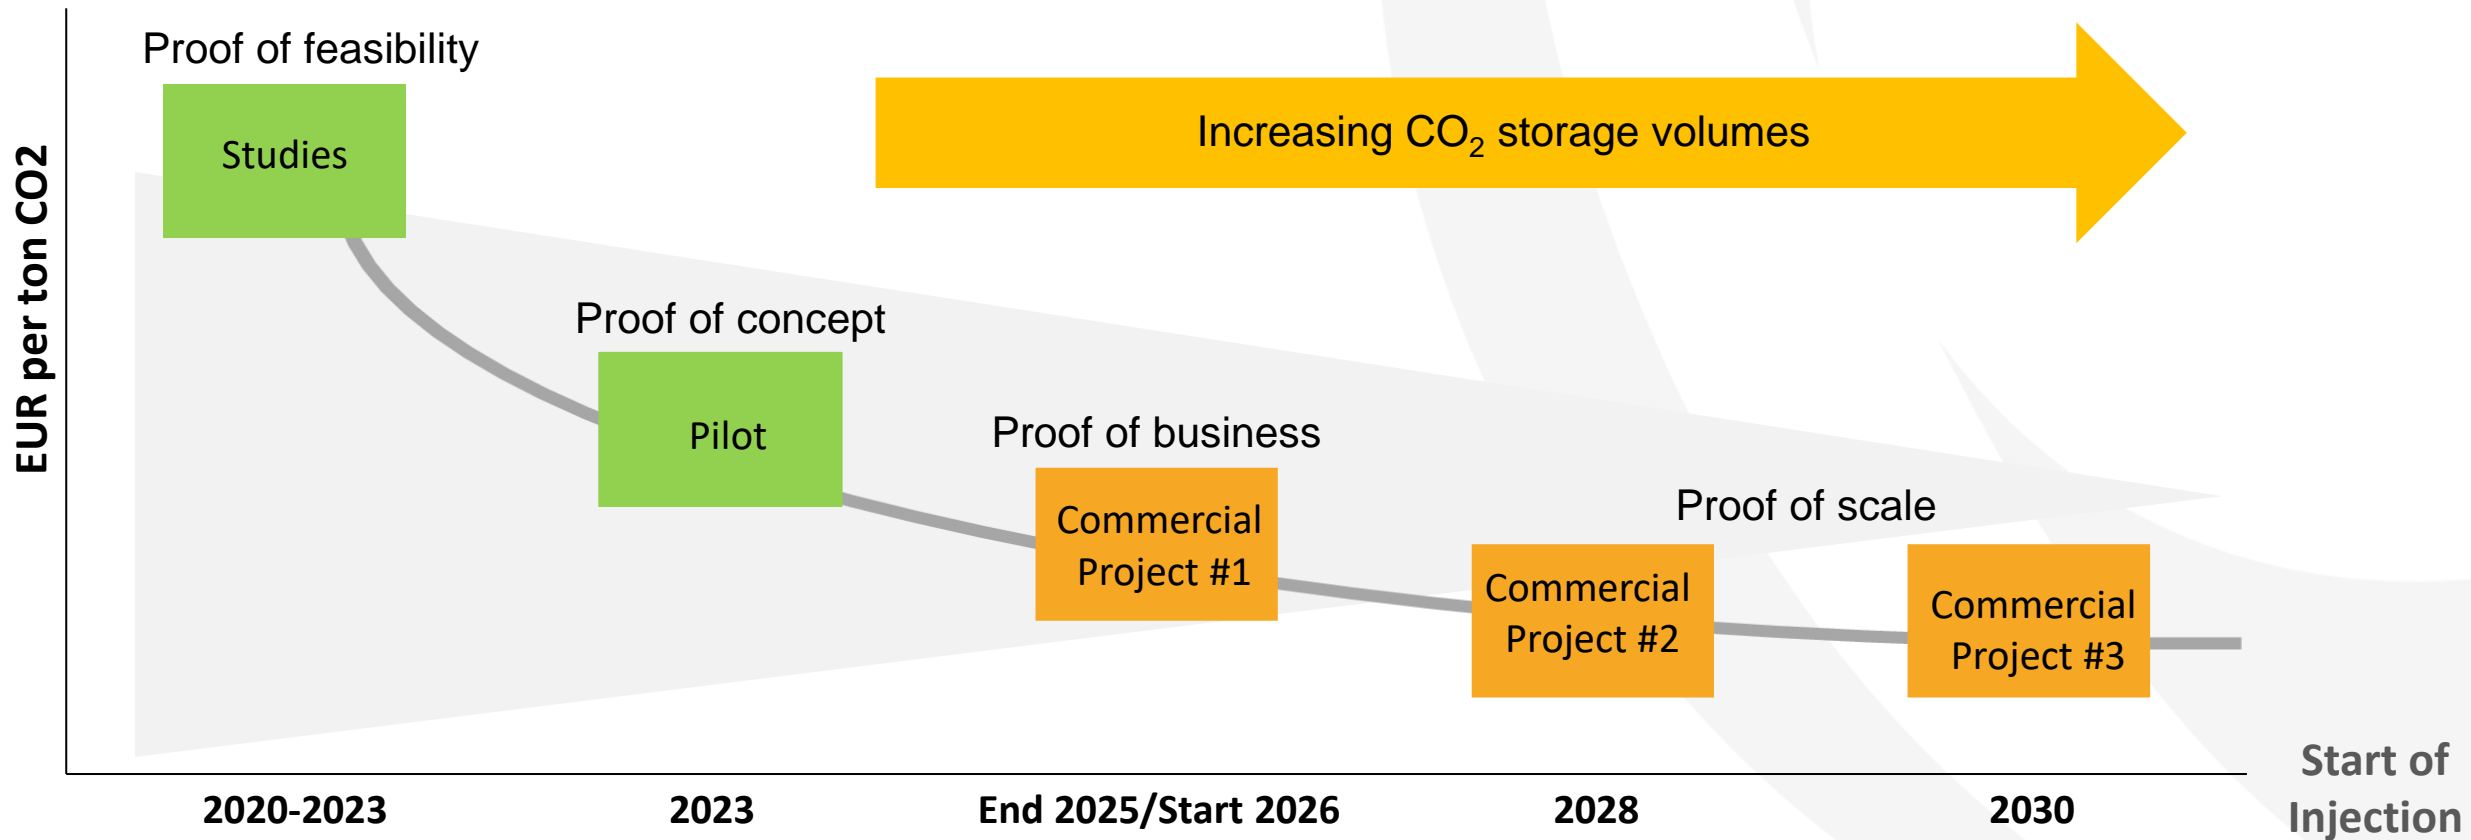 Proof of feasibility
Studies
Increasing CO₂ storage volumes
EUR per ton CO2
Proof of concept
Pilot
Proof of business
Commercial
Project #1
Proof of scale
Commercial
Project #2
Commercial
Project #3
2020-2023
2023
End 2025/Start 2026
2028
2030
Start of
Injection